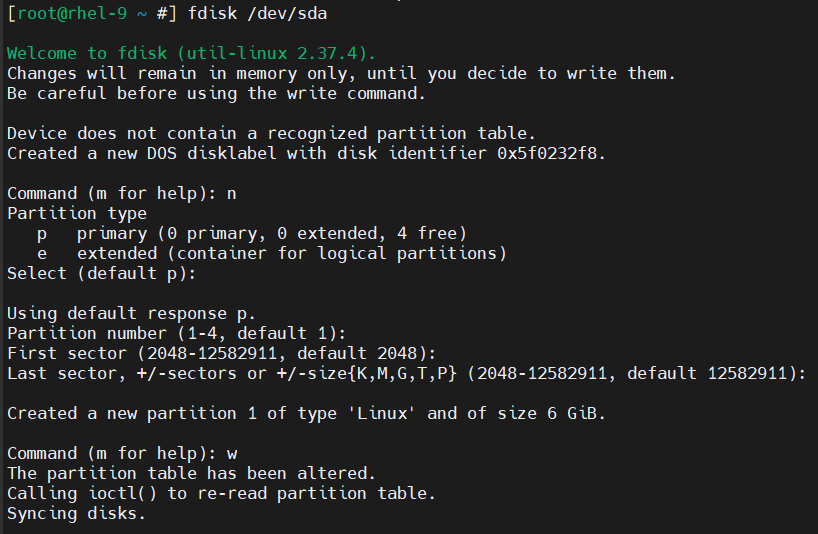 [root@rhel-9 ~ #] fdisk /dev/sda
Welcome to fdisk (util-linux 2.37.4).
Changes will remain in memory only, until you decide to write them.
Be careful before using the write command.
Device does not contain a recognized partition table.
Created a new DOS disklabel with disk identifier 0x5f0232f8.
Command (m for help): n
Partition type
   p   primary (0 primary, 0 extended, 4 free)
   e   extended (container for logical partitions)
Select (default p):
Using default response p.
Partition number (1-4, default 1):
First sector (2048-12582911, default 2048):
Last sector, +/-sectors or +/-size{K,M,G,T,P} (2048-12582911, default 12582911):
Created a new partition 1 of type 'Linux' and of size 6 GiB.
Command (m for help): w
The partition table has been altered.
Calling ioctl() to re-read partition table.
Syncing disks.